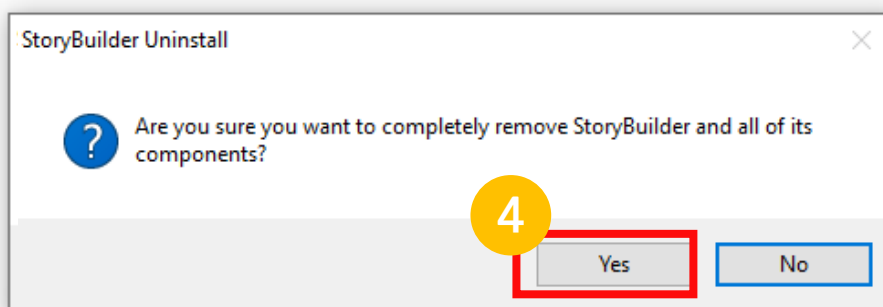 StoryBuilder Uninstall
Are you sure you want to completely remove StoryBuilder and all of its
components?
4
Yes
No